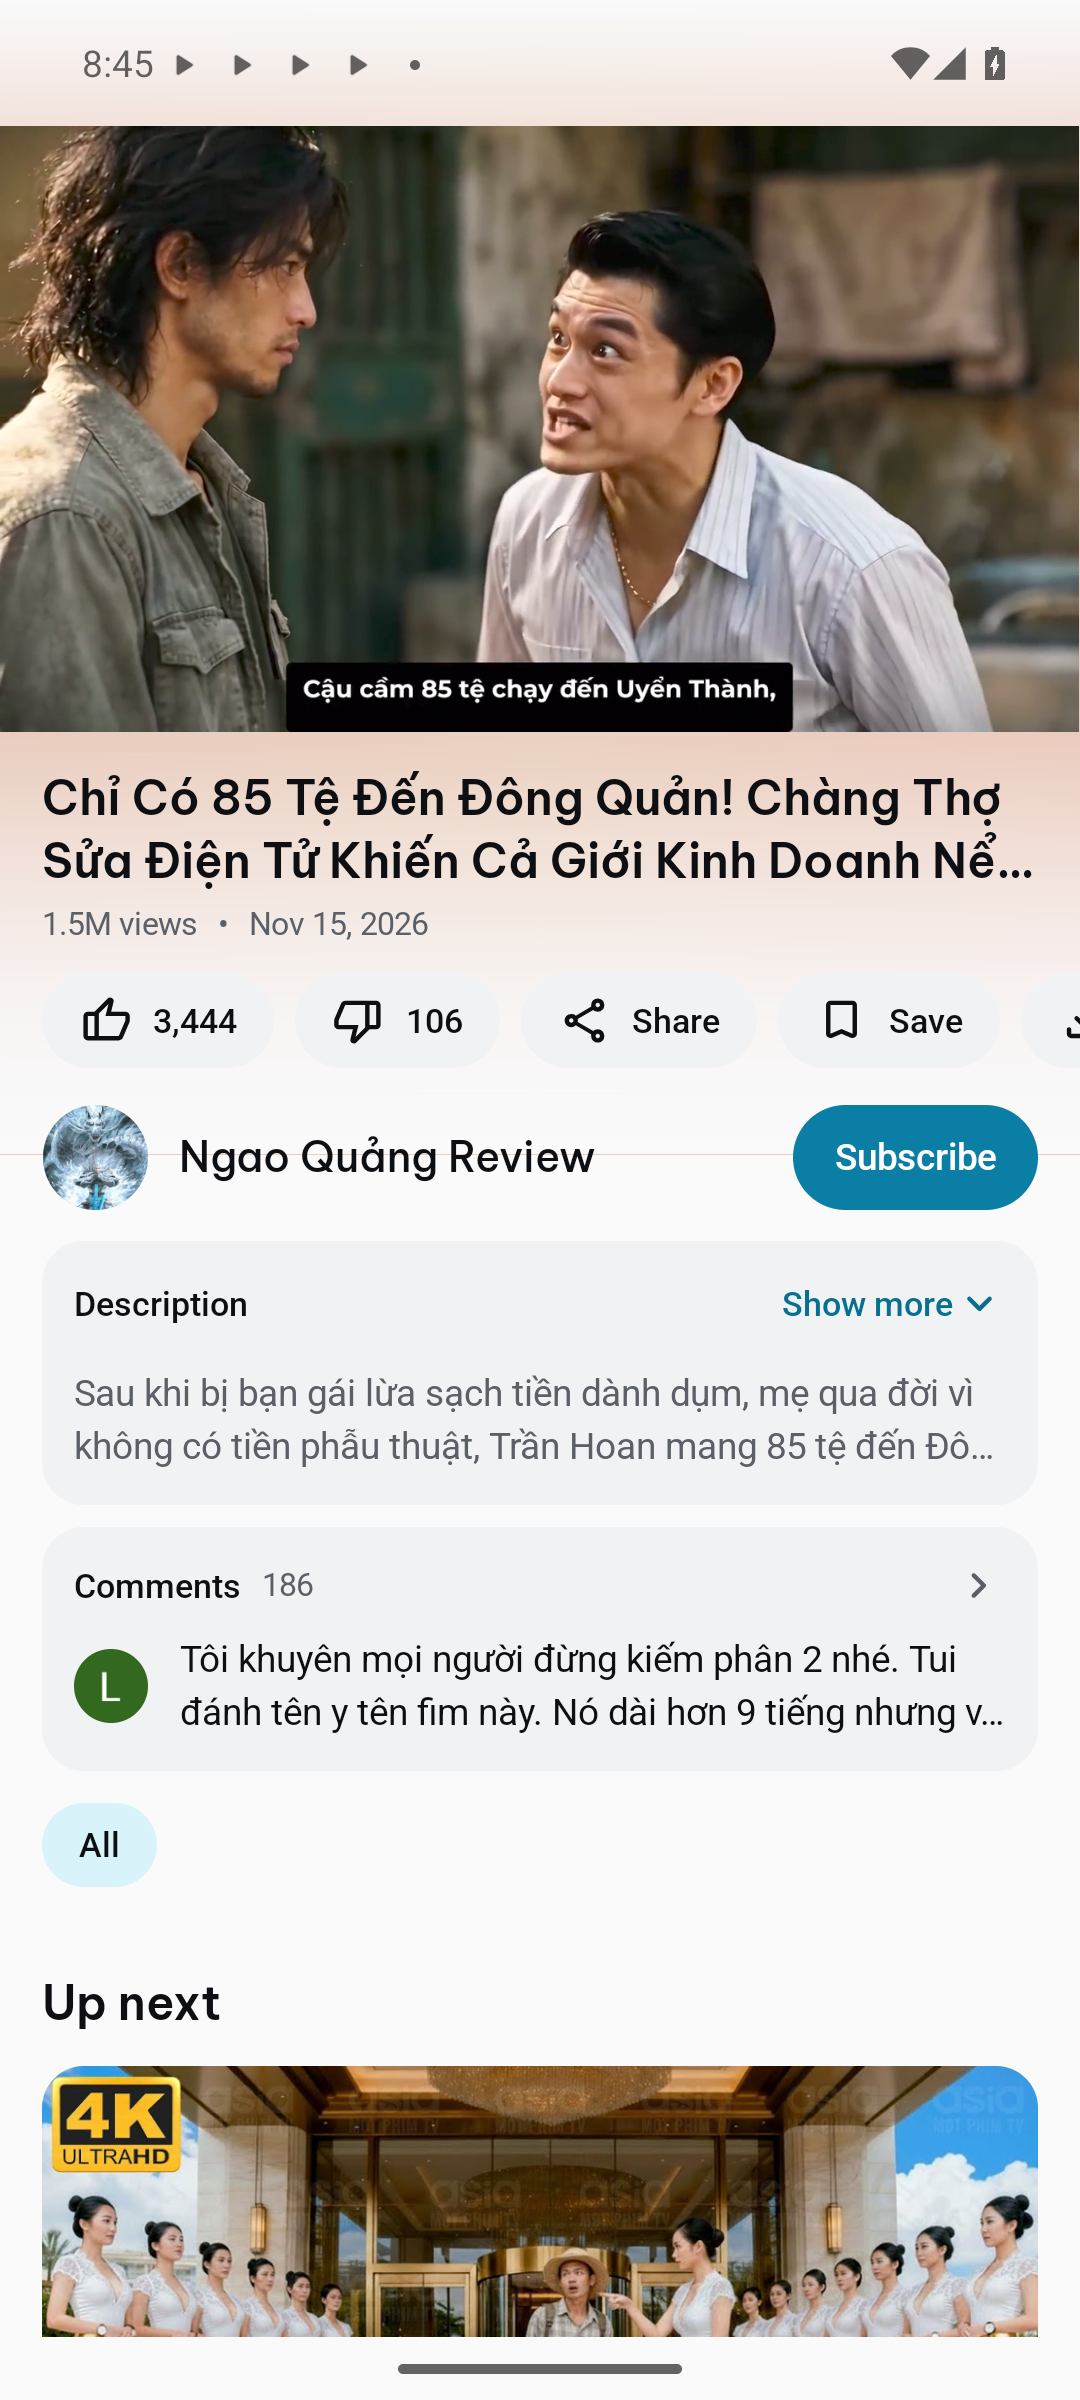 8:45
Cậu cầm 85 tệ chạy đến Uyển Thành,
Chỉ Có 85 Tệ Đến Đông Quản! Chàng Thợ
Sửa Điện Tử Khiến Cả Giới Kinh Doanh Nể...
1.5M views • Nov 15, 2026
3,444
106
Share
Save
Ngao Quảng Review
Subscribe
Description
Show more
Sau khi bị bạn gái lừa sạch tiền dành dụm, mẹ qua đời vì
không có tiền phẫu thuật, Trần Hoan mang 85 tệ đến Đô...
Comments 186
L
Tôi khuyên mọi người đừng kiếm phân 2 nhé. Tui
đánh tên y tên fim này. Nó dài hơn 9 tiếng nhưng v...
All
Up next
4K
ULTRAHD
asia
MỘT PHIM TV